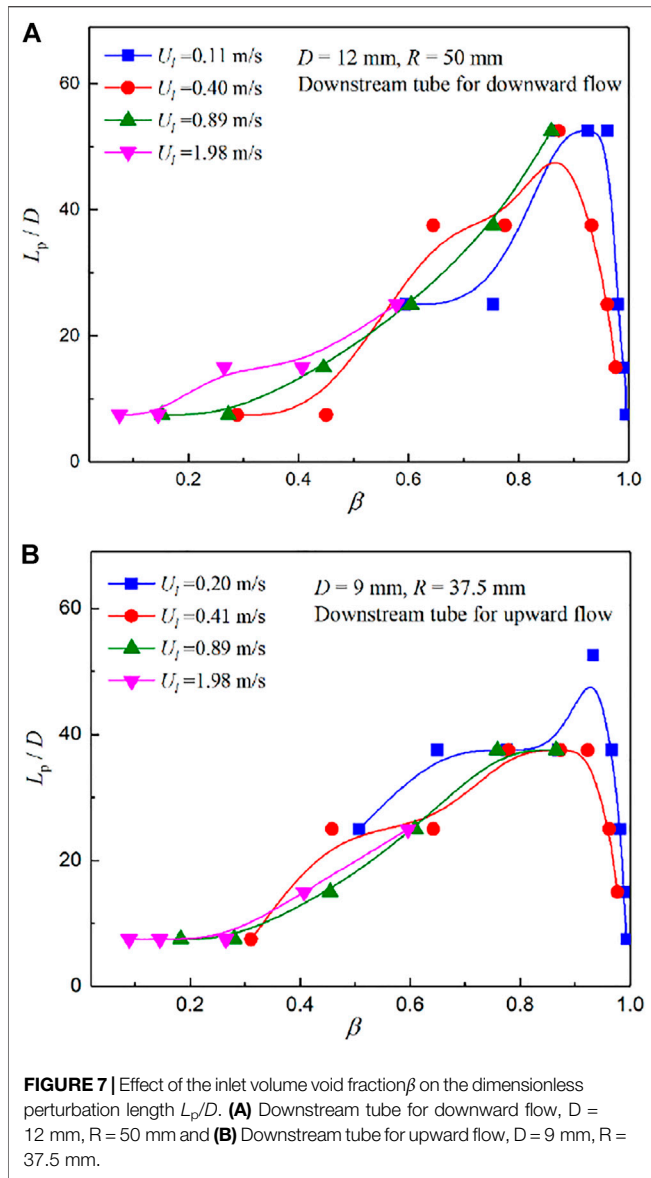 A
60
40
20
0
L_p / D
U_l =0.11 m/s
U_l =0.40 m/s
U_l =0.89 m/s
U_l =1.98 m/s
D = 12 mm, R = 50 mm
Downstream tube for downward flow
0.2 0.4 0.6 0.8 1.0
β
B
60
40
20
0
L_p / D
U_l =0.20 m/s
U_l =0.41 m/s
U_l =0.89 m/s
U_l =1.98 m/s
D = 9 mm, R = 37.5 mm
Downstream tube for upward flow
0.2 0.4 0.6 0.8 1.0
β
FIGURE 7 | Effect of the inlet volume void fractionβ on the dimensionless
perturbation length L_p/D. (A) Downstream tube for downward flow, D =
12 mm, R = 50 mm and (B) Downstream tube for upward flow, D = 9 mm, R =
37.5 mm.